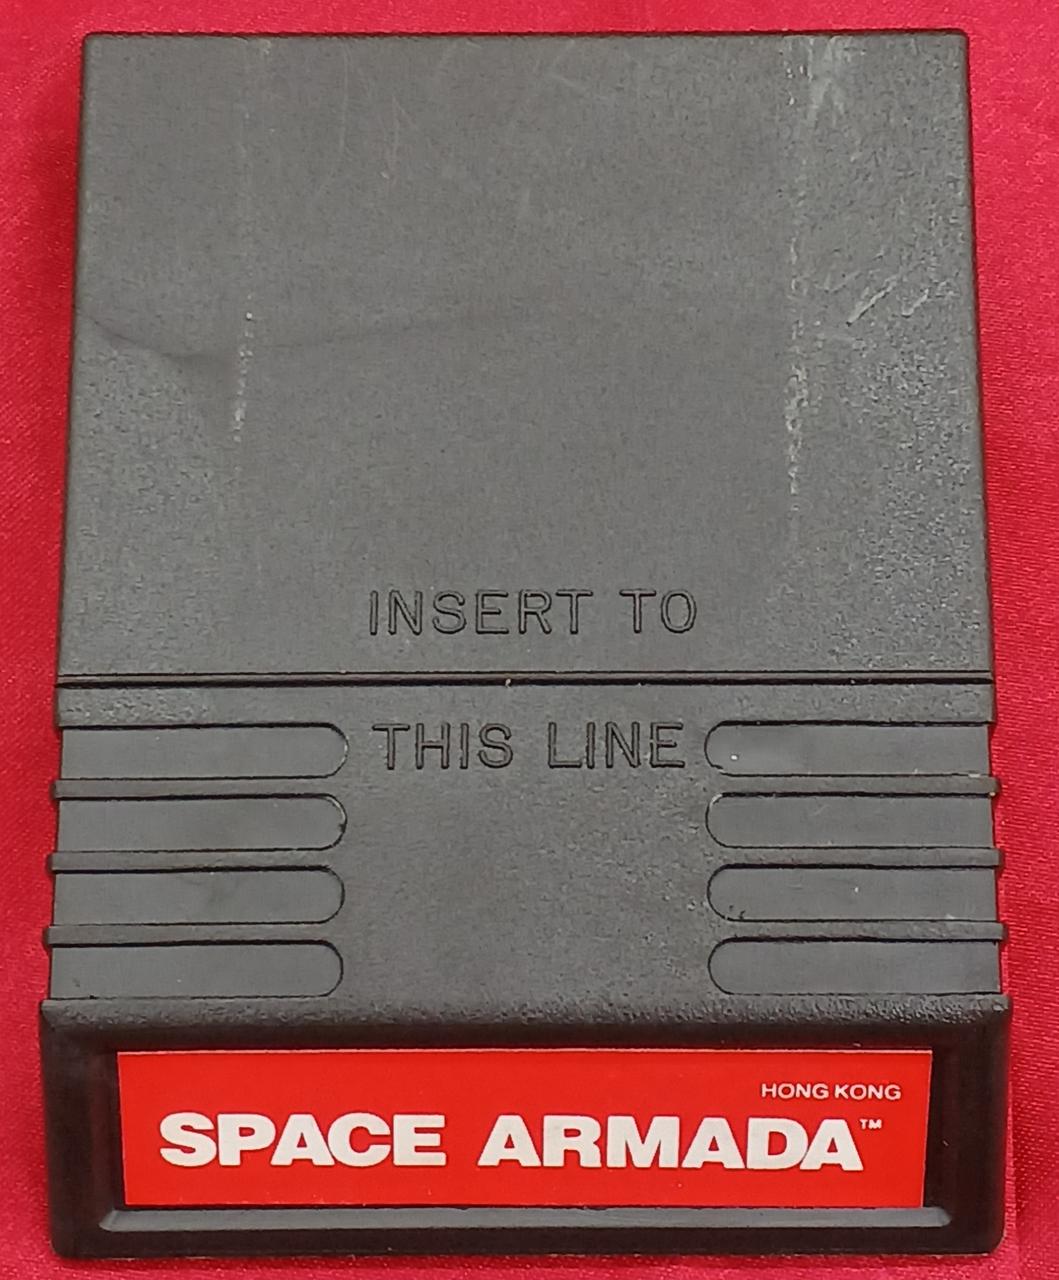 INSERT TO
THIS LINE
HONG KONG
SPACE ARMADA™